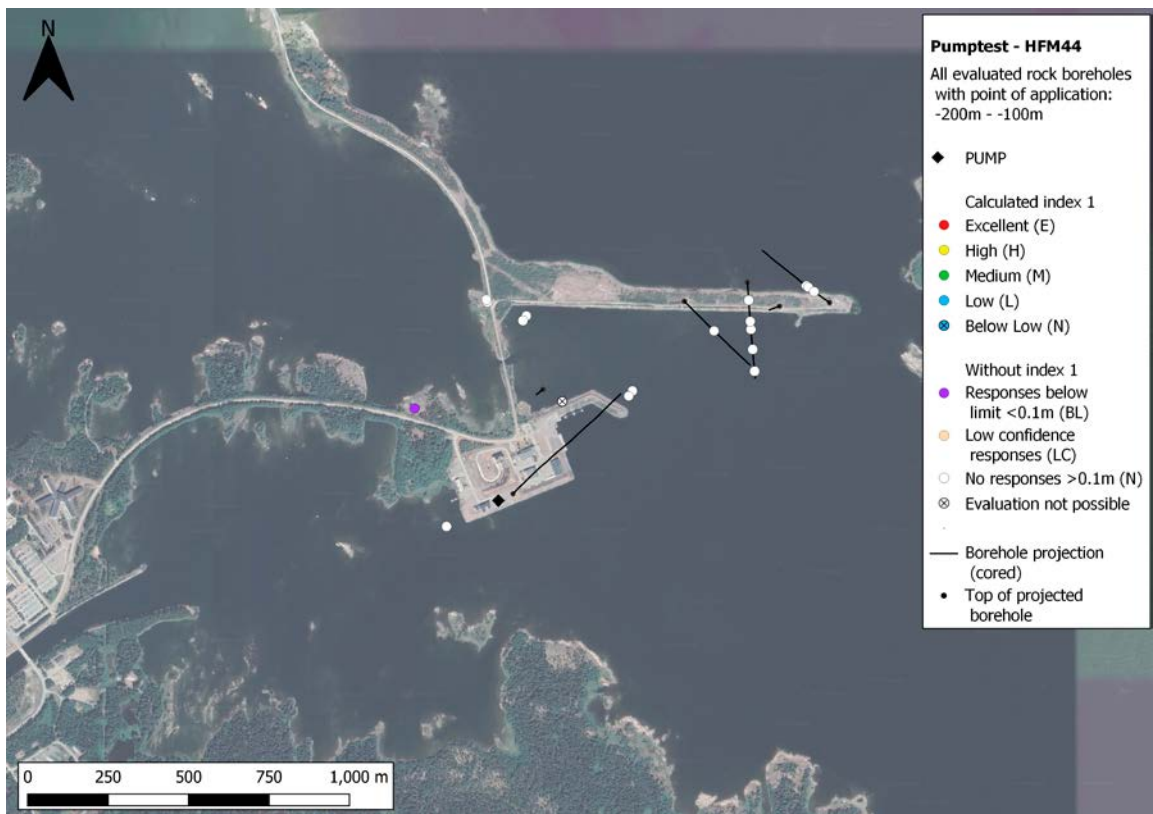 N
Pumptest - HFM44
All evaluated rock boreholes
with point of application:
-200m - -100m
PUMP
Calculated index 1
Excellent (E)
High (H)
Medium (M)
Low (L)
Below Low (N)
Without index 1
Responses below
limit <0.1m (BL)
Low confidence
responses (LC)
No responses >0.1m (N)
Evaluation not possible
Borehole projection
(cored)
Top of projected
borehole
0 250 500 750 1,000 m